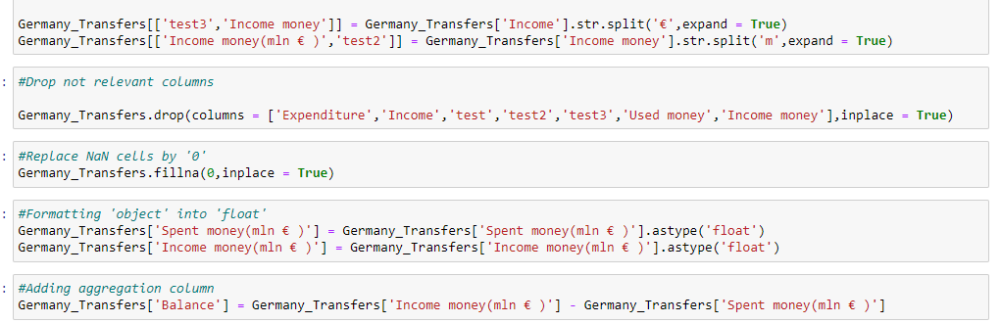 Germany_Transfers[['test3','Income money']] = Germany_Transfers['Income'].str.split('€',expand = True)
Germany_Transfers[['Income money(mln € )','test2']] = Germany_Transfers['Income money'].str.split('m',expand = True)
: #Drop not relevant columns
Germany_Transfers.drop(columns = ['Expenditure','Income','test','test2','test3','Used money','Income money'],inplace = True)
: #Replace NaN cells by '0'
Germany_Transfers.fillna(0,inplace = True)
: #Formatting 'object' into 'float'
Germany_Transfers['Spent money(mln € )'] = Germany_Transfers['Spent money(mln € )'].astype('float')
Germany_Transfers['Income money(mln € )'] = Germany_Transfers['Income money(mln € )'].astype('float')
: #Adding aggregation column
Germany_Transfers['Balance'] = Germany_Transfers['Income money(mln € )'] - Germany_Transfers['Spent money(mln € )']